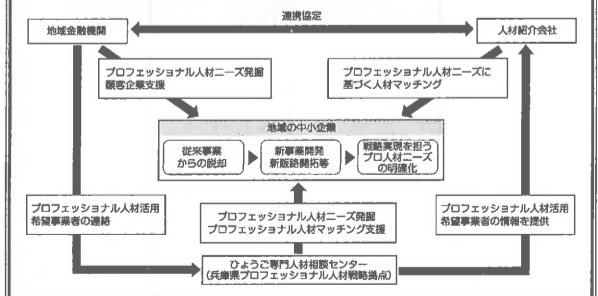 連携協定
地域金融機関
人材紹介会社
プロフェッショナル人材ニーズ発掘
顧客企業支援
プロフェッショナル人材ニーズに
基づく人材マッチング
地域の中小企業
従来事業
からの脱却
新事業開発
新販路開拓等
戦略実現を担う
プロ人材ニーズ
の明確化
プロフェッショナル人材活用
希望事業者の連絡
プロフェッショナル人材ニーズ発掘
プロフェッショナル人材マッチング支援
プロフェッショナル人材活用
希望事業者の情報を提供
ひょうご専門人材相談センター
(兵庫県プロフェッショナル人材戦略拠点)